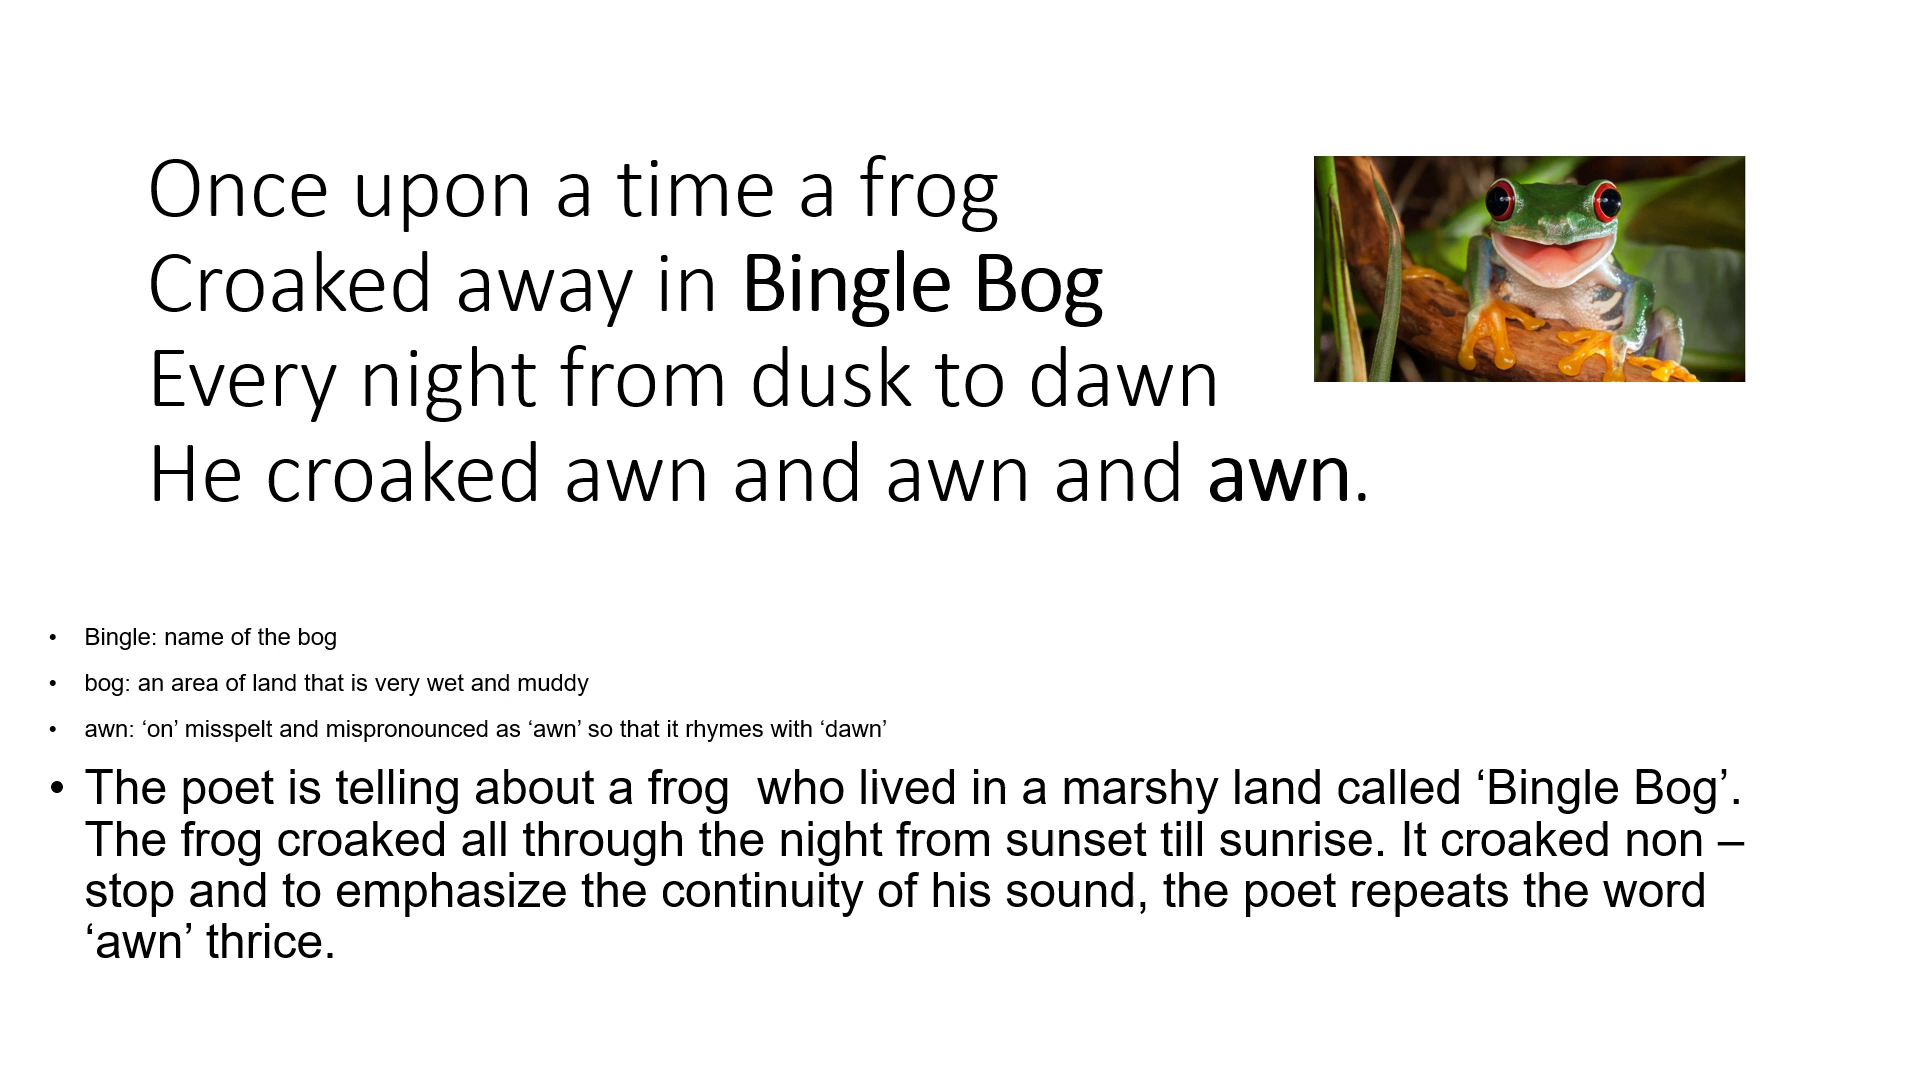 Once upon a time a frog
Croaked away in Bingle Bog
Every night from dusk to dawn
He croaked awn and awn and awn.
• Bingle: name of the bog
• bog: an area of land that is very wet and muddy
• awn: ‘on’ misspelt and mispronounced as ‘awn’ so that it rhymes with ‘dawn’
• The poet is telling about a frog  who lived in a marshy land called ‘Bingle Bog’.
The frog croaked all through the night from sunset till sunrise. It croaked non –
stop and to emphasize the continuity of his sound, the poet repeats the word
‘awn’ thrice.